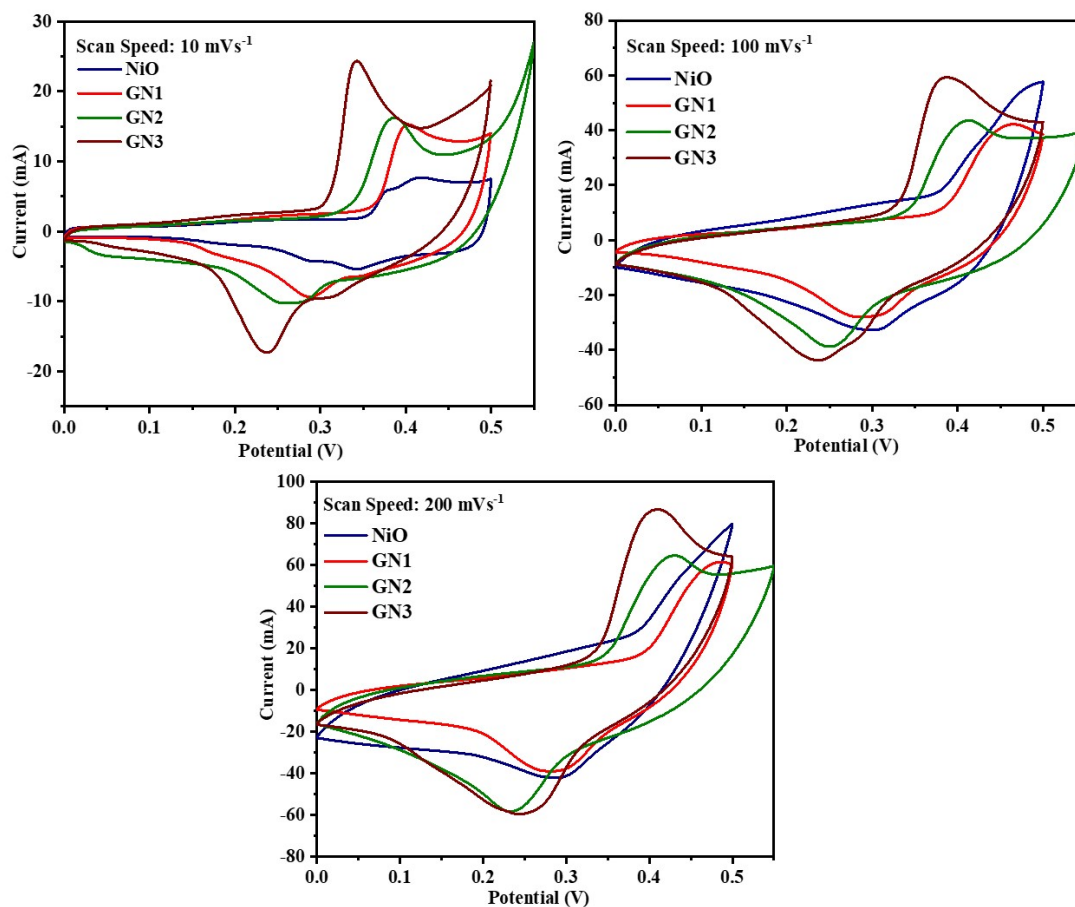 Scan Speed: 10 mVs⁻¹
NiO
GN1
GN2
GN3
30
20
10
0
-10
-20
Current (mA)
0.0 0.1 0.2 0.3 0.4 0.5
Potential (V)
Scan Speed: 100 mVs⁻¹
NiO
GN1
GN2
GN3
80
60
40
20
0
-20
-40
-60
Current (mA)
0.0 0.1 0.2 0.3 0.4 0.5
Potential (V)
Scan Speed: 200 mVs⁻¹
NiO
GN1
GN2
GN3
100
80
60
40
20
0
-20
-40
-60
-80
Current (mA)
0.0 0.1 0.2 0.3 0.4 0.5
Potential (V)